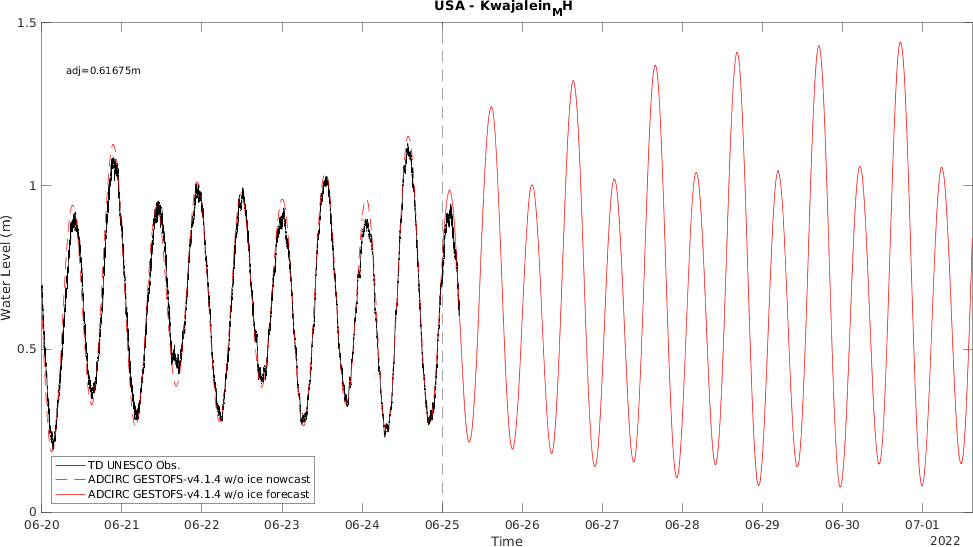 USA - Kwajalein_MH
adj=0.61675m
Water Level (m)
1.5
1
0.5
0
TD UNESCO Obs.
ADCIRC GESTOFS-v4.1.4 w/o ice nowcast
ADCIRC GESTOFS-v4.1.4 w/o ice forecast
06-20 06-21 06-22 06-23 06-24 06-25 06-26 06-27 06-28 06-29 06-30 07-01
Time
2022